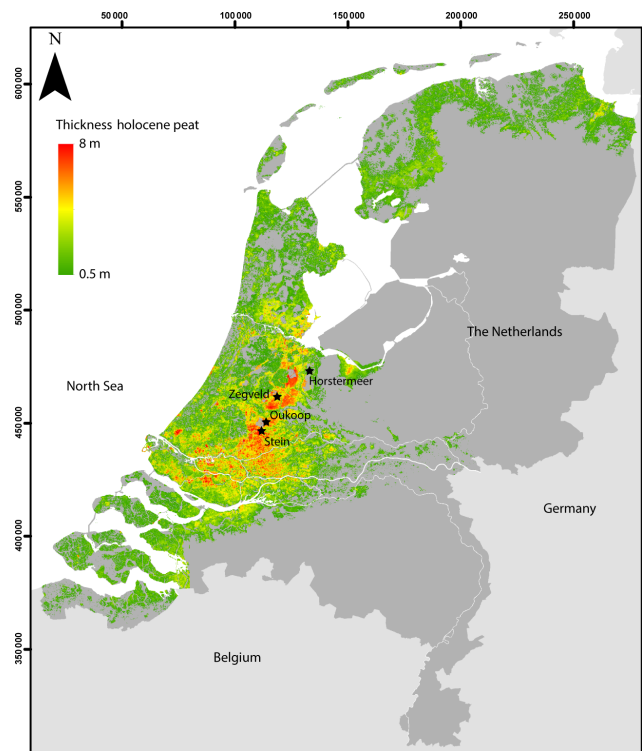 50 000 100 000 150 000 200 000 250 000
N
600 000
Thickness holocene peat
8 m
0.5 m
550 000
500 000
The Netherlands
North Sea
Horstermeer
Zegveld
Oukoop
450 000
Stein
Germany
400 000
350 000
Belgium